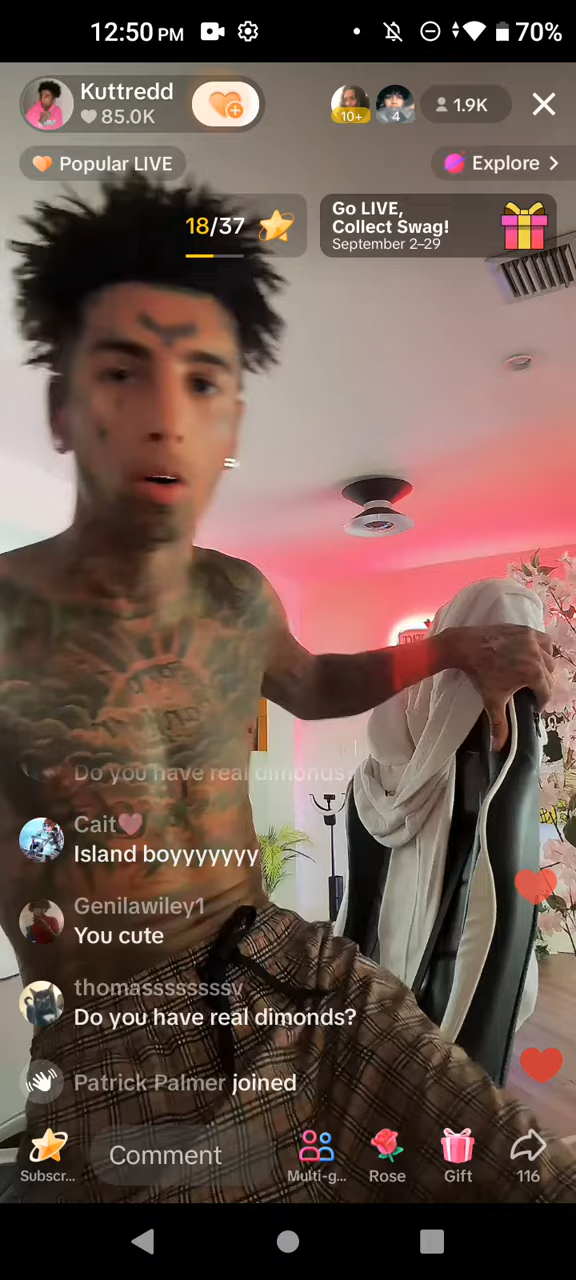 12:50 PM
70%
Kuttredd
85.0K
10+
4
1.9K
Popular LIVE
Explore >
18/37
Go LIVE,
Collect Swag!
September 2–29
Do you have real dimonds?
Cait🩷
Island boyyyyyyy
Genilawiley1
You cute
thomassssssssv
Do you have real dimonds?
Patrick Palmer joined
Subscr...
Comment
Multi-g...
Rose
Gift
116